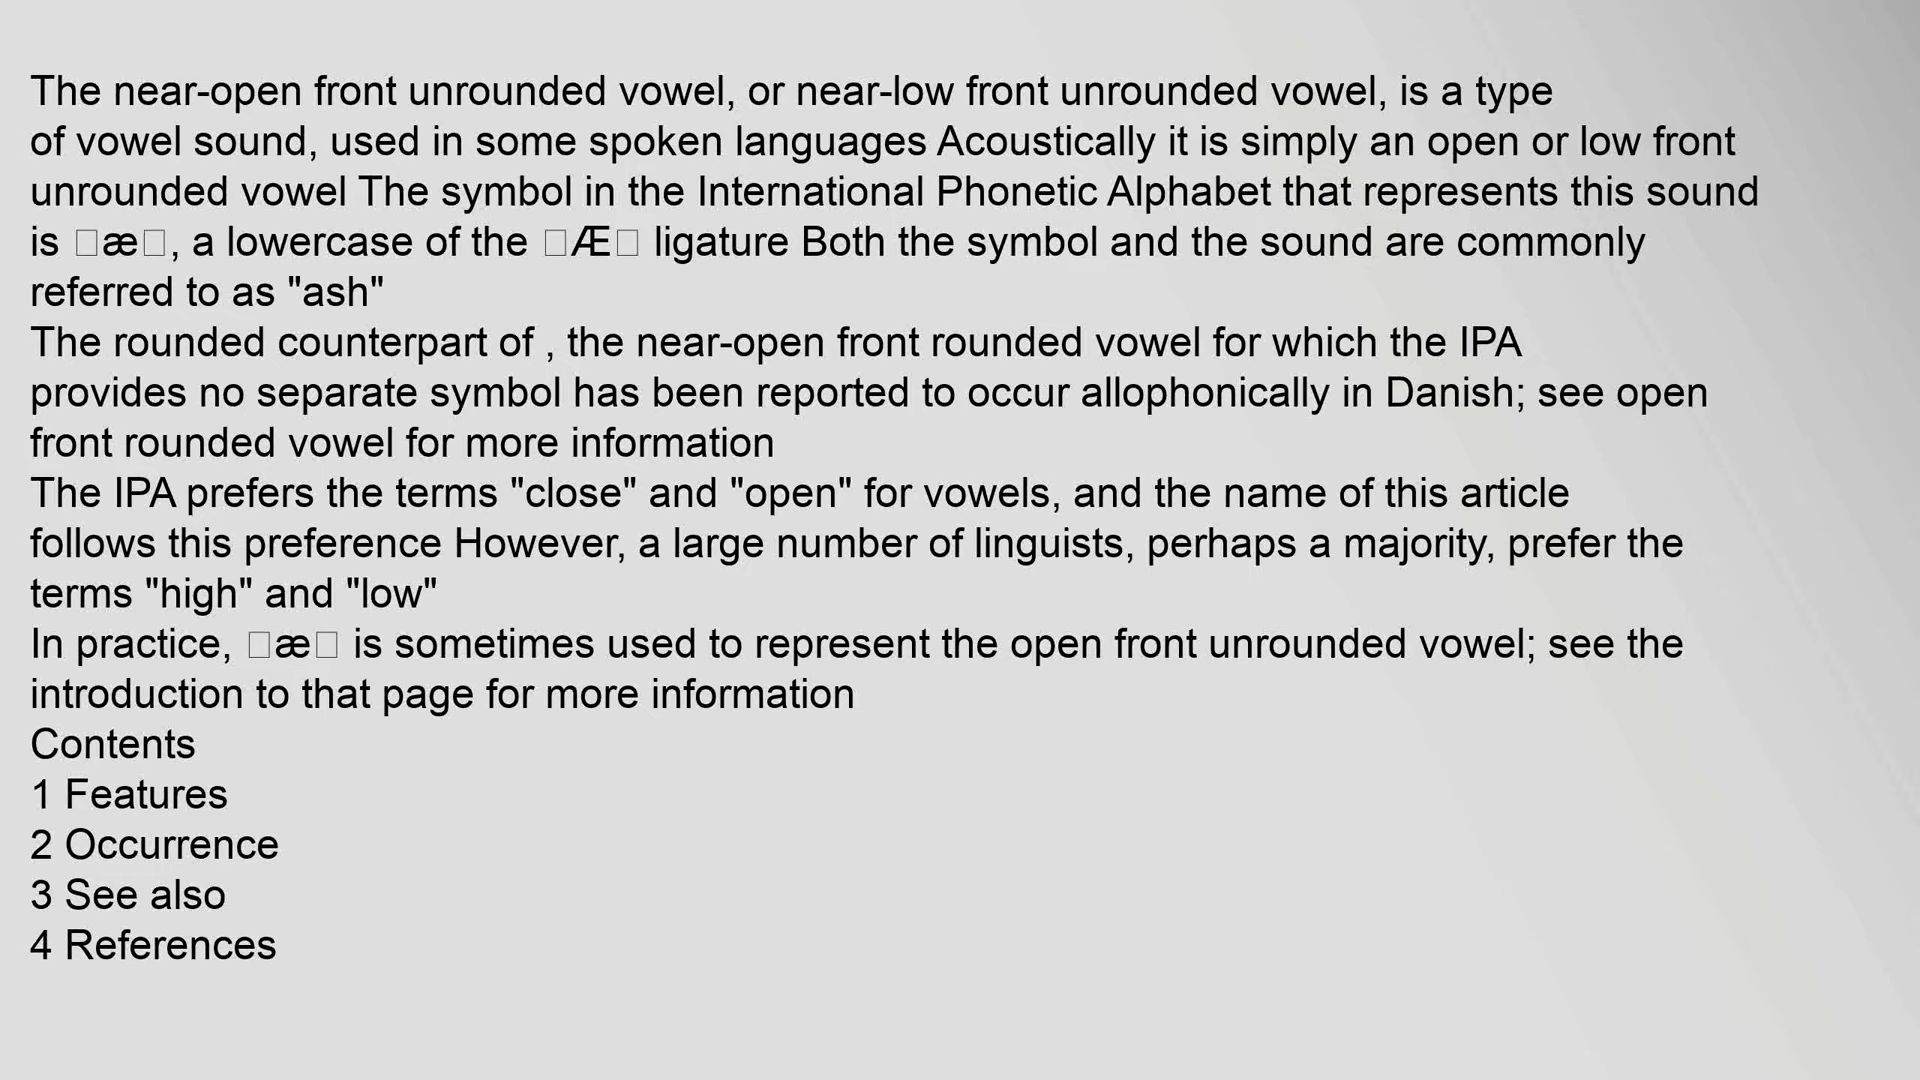 The near-open front unrounded vowel, or near-low front unrounded vowel, is a type
of vowel sound, used in some spoken languages Acoustically it is simply an open or low front
unrounded vowel The symbol in the International Phonetic Alphabet that represents this sound
is □æ□, a lowercase of the □Æ□ ligature Both the symbol and the sound are commonly
referred to as "ash"
The rounded counterpart of , the near-open front rounded vowel for which the IPA
provides no separate symbol has been reported to occur allophonically in Danish; see open
front rounded vowel for more information
The IPA prefers the terms "close" and "open" for vowels, and the name of this article
follows this preference However, a large number of linguists, perhaps a majority, prefer the
terms "high" and "low"
In practice, □æ□ is sometimes used to represent the open front unrounded vowel; see the
introduction to that page for more information
Contents
1 Features
2 Occurrence
3 See also
4 References